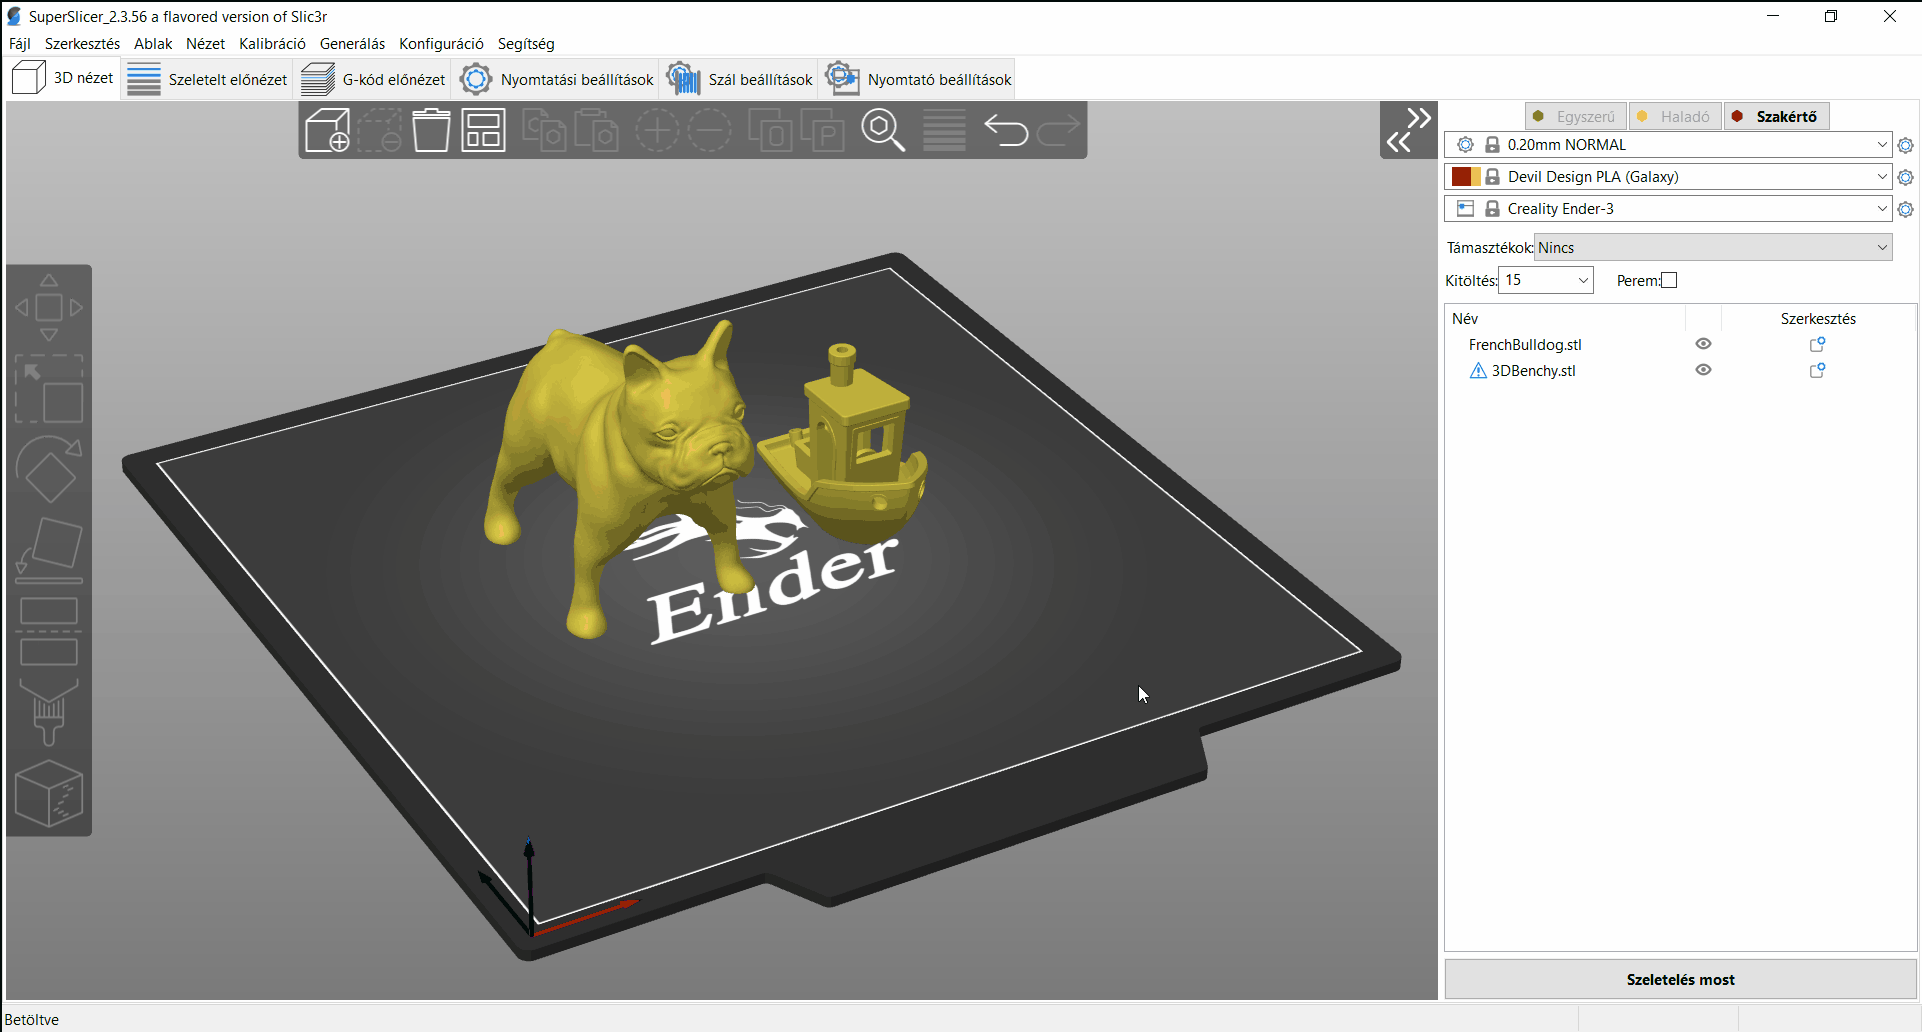 SuperSlicer_2.3.56 a flavored version of Slic3r
Fájl Szerkesztés Ablak Nézet Kalibráció Generálás Konfiguráció Segítség
3D nézet Szeletelt előnézet G-kód előnézet Nyomtatási beállítások Szál beállítások Nyomtató beállítások
Egyszerű Haladó Szakértő
0.20mm NORMAL
Devil Design PLA (Galaxy)
Creality Ender-3
Támasztékok: Nincs
Kitöltés: 15 Perem:
Név Szerkesztés
FrenchBulldog.stl
3DBenchy.stl
Ender
Szeletelés most
Betöltve